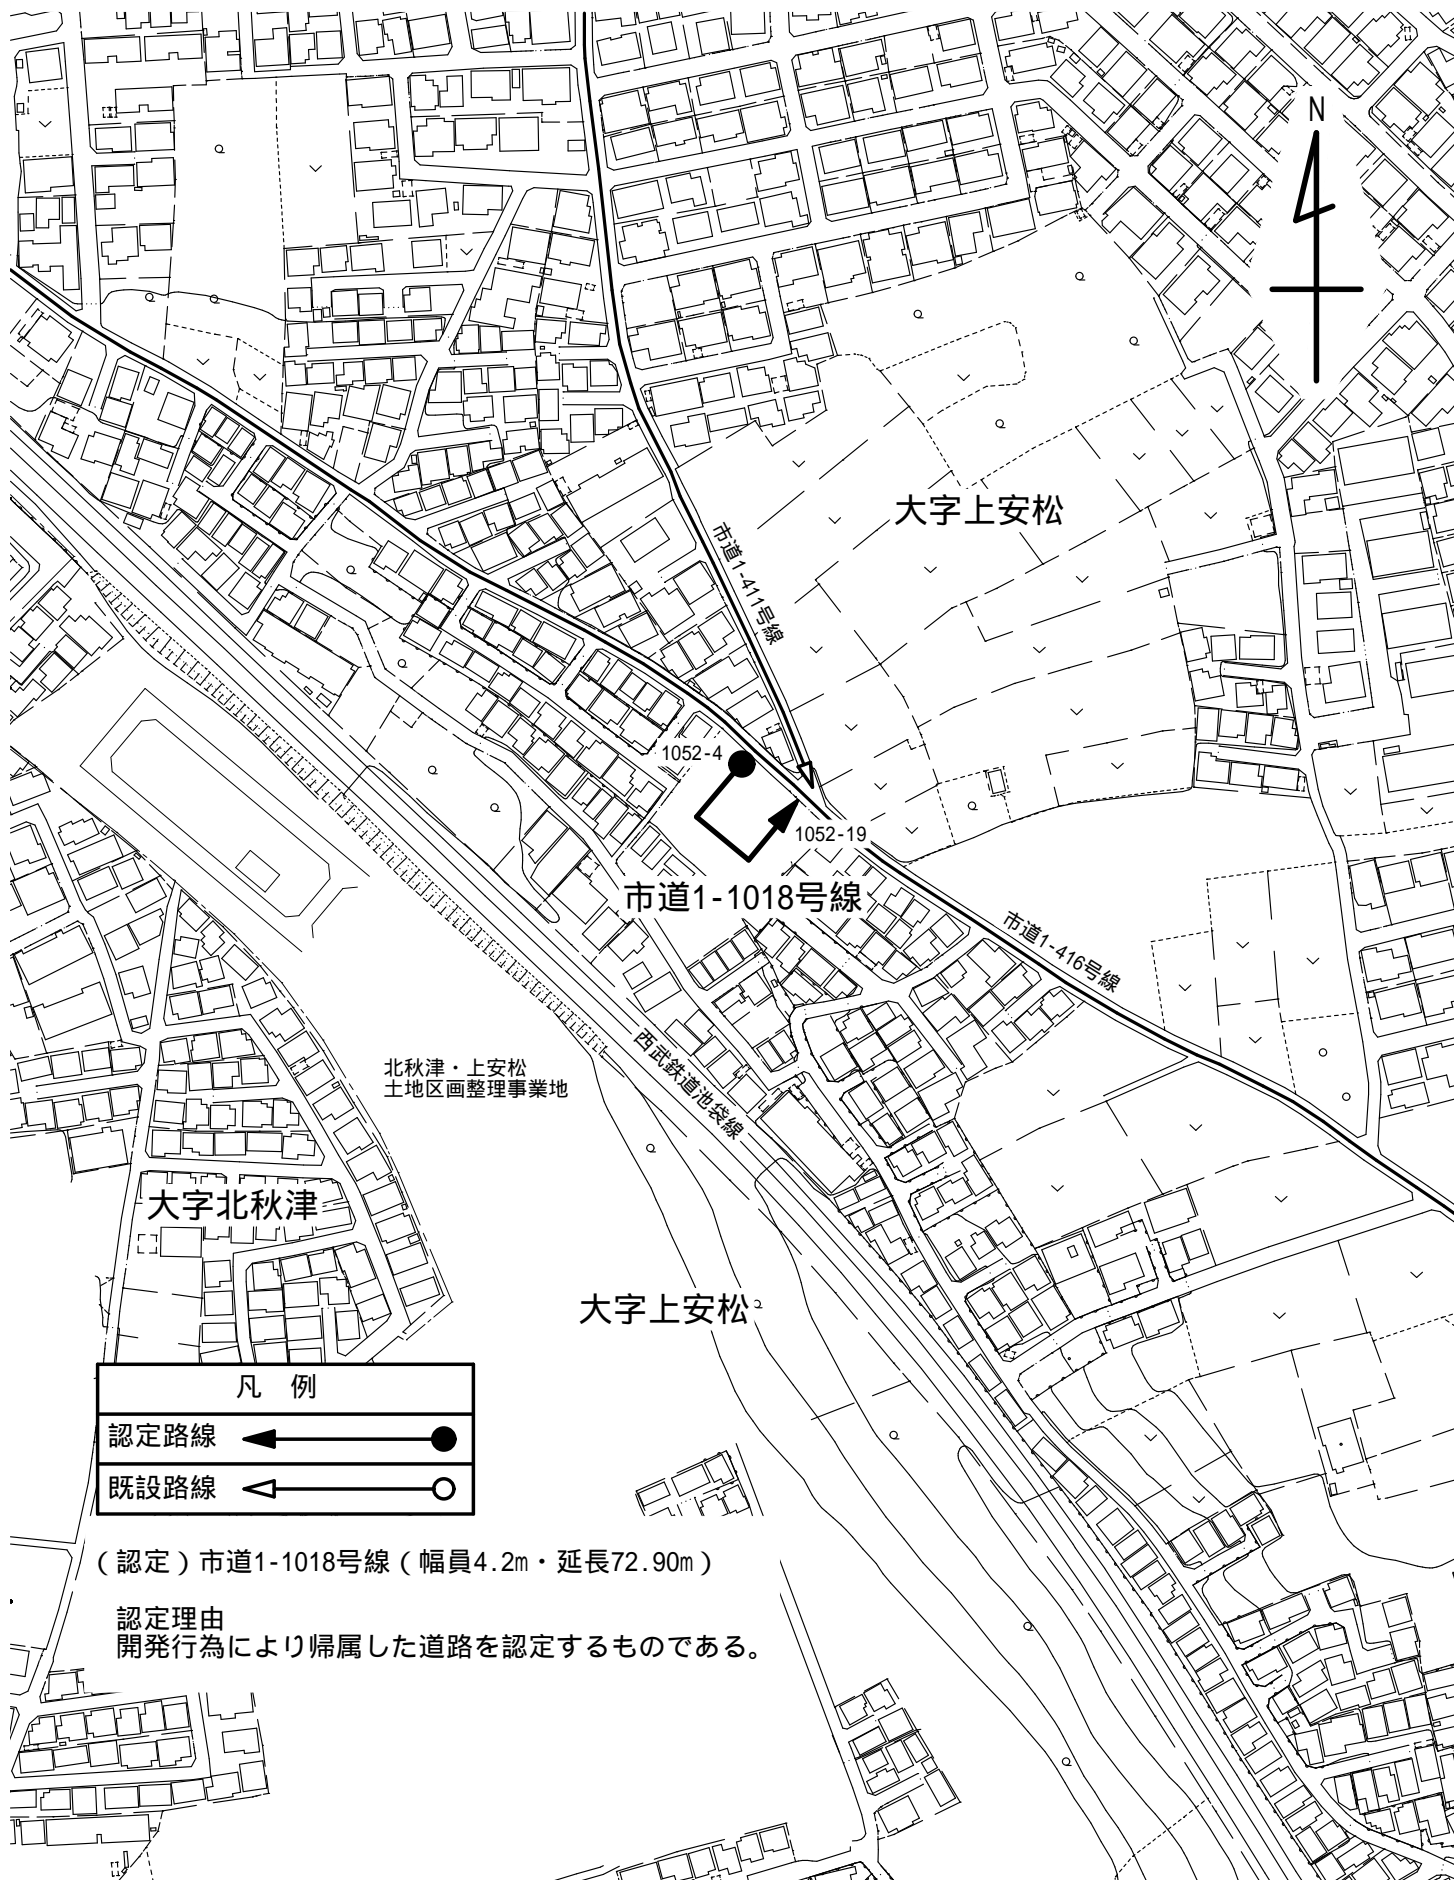 N
大字上安松
市道1-411号線
1052-4
1052-19
市道1-1018号線
市道1-416号線
西武鉄道池袋線
北秋津・上安松
土地区画整理事業地
大字北秋津
大字上安松
凡 例
認定路線
既設路線
（認定）市道1-1018号線（幅員4.2m・延長72.90m）
認定理由
開発行為により帰属した道路を認定するものである。